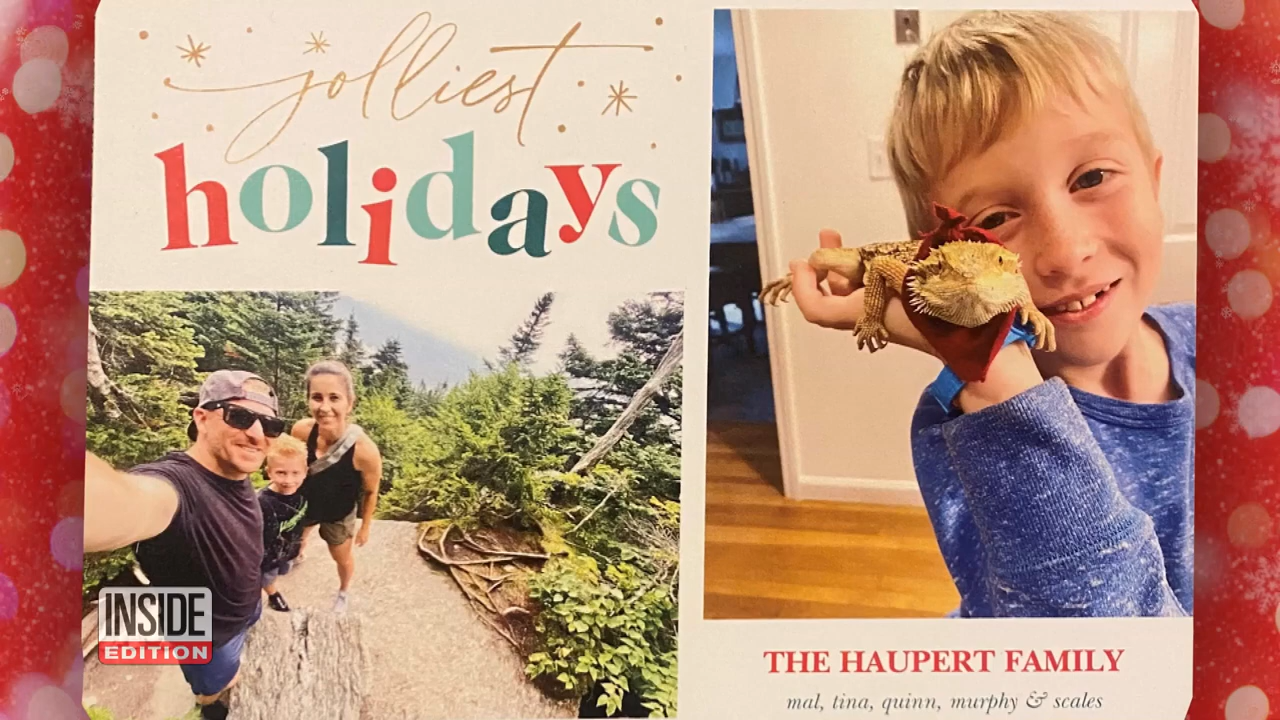 jolliest
holidays
INSIDE
EDITION
THE HAUPERT FAMILY
mal, tina, quinn, murphy & scales